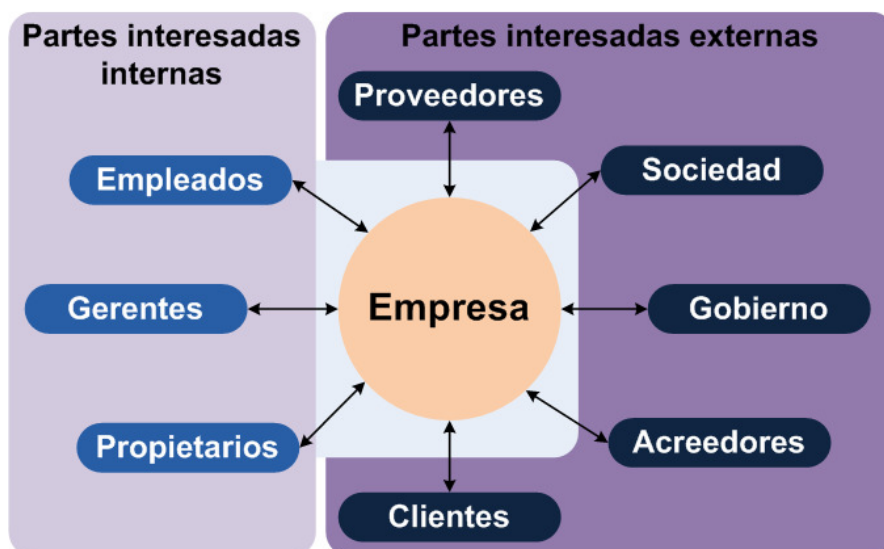 Partes interesadas
internas
Partes interesadas externas
Proveedores
Empleados
Sociedad
Gerentes
Empresa
Gobierno
Propietarios
Acreedores
Clientes